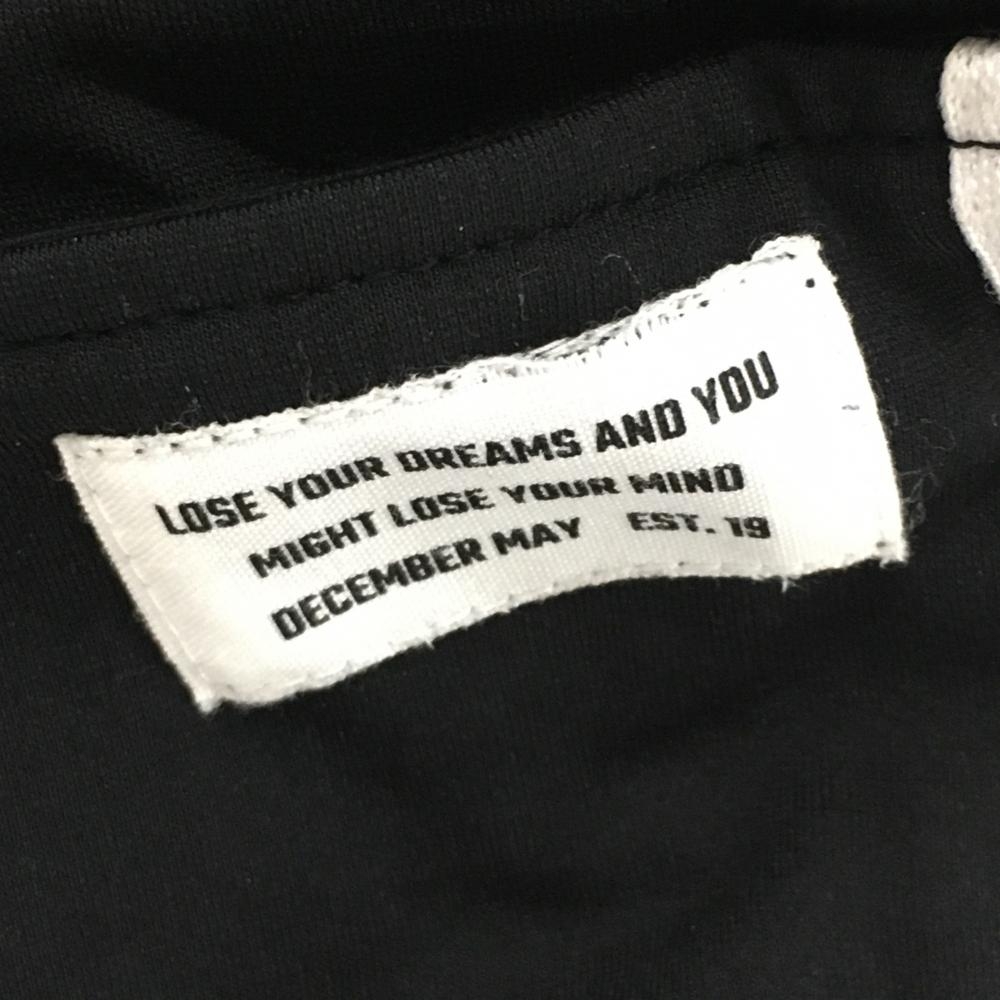 LOSE YOUR DREAMS AND YOU
MIGHT LOSE YOUR MIND
DECEMBER MAY EST. 19